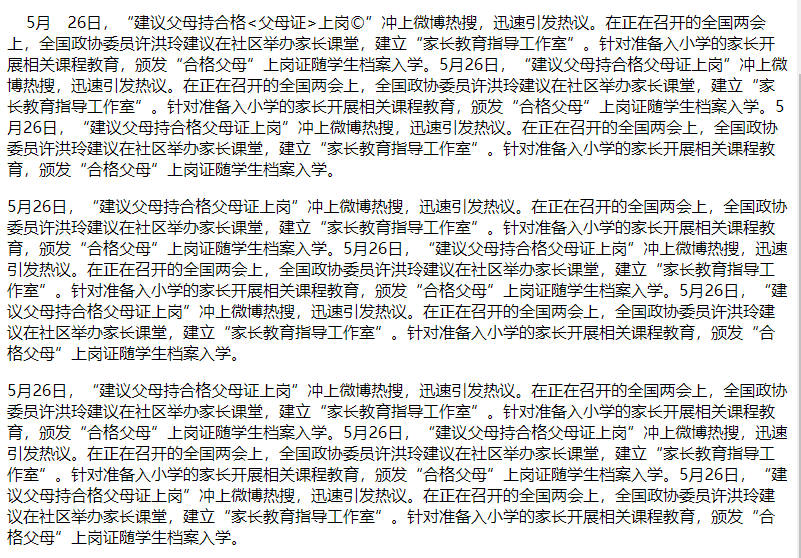 5月    26日，“建议父母持合格<父母证>上岗©”冲上微博热搜，迅速引发热议。在正在召开的全国两会
上，全国政协委员许洪玲建议在社区举办家长课堂，建立“家长教育指导工作室”。针对准备入小学的家长开
展相关课程教育，颁发“合格父母”上岗证随学生档案入学。5月26日，“建议父母持合格父母证上岗”冲上微
博热搜，迅速引发热议。在正在召开的全国两会上，全国政协委员许洪玲建议在社区举办家长课堂，建立“家
长教育指导工作室”。针对准备入小学的家长开展相关课程教育，颁发“合格父母”上岗证随学生档案入学。5
月26日，“建议父母持合格父母证上岗”冲上微博热搜，迅速引发热议。在正在召开的全国两会上，全国政协
委员许洪玲建议在社区举办家长课堂，建立“家长教育指导工作室”。针对准备入小学的家长开展相关课程教
育，颁发“合格父母”上岗证随学生档案入学。
5月26日，“建议父母持合格父母证上岗”冲上微博热搜，迅速引发热议。在正在召开的全国两会上，全国政协
委员许洪玲建议在社区举办家长课堂，建立“家长教育指导工作室”。针对准备入小学的家长开展相关课程教
育，颁发“合格父母”上岗证随学生档案入学。5月26日，“建议父母持合格父母证上岗”冲上微博热搜，迅速
引发热议。在正在召开的全国两会上，全国政协委员许洪玲建议在社区举办家长课堂，建立“家长教育指导工
作室”。针对准备入小学的家长开展相关课程教育，颁发“合格父母”上岗证随学生档案入学。5月26日，“建
议父母持合格父母证上岗”冲上微博热搜，迅速引发热议。在正在召开的全国两会上，全国政协委员许洪玲建
议在社区举办家长课堂，建立“家长教育指导工作室”。针对准备入小学的家长开展相关课程教育，颁发“合
格父母”上岗证随学生档案入学。
5月26日，“建议父母持合格父母证上岗”冲上微博热搜，迅速引发热议。在正在召开的全国两会上，全国政协
委员许洪玲建议在社区举办家长课堂，建立“家长教育指导工作室”。针对准备入小学的家长开展相关课程教
育，颁发“合格父母”上岗证随学生档案入学。5月26日，“建议父母持合格父母证上岗”冲上微博热搜，迅速
引发热议。在正在召开的全国两会上，全国政协委员许洪玲建议在社区举办家长课堂，建立“家长教育指导工
作室”。针对准备入小学的家长开展相关课程教育，颁发“合格父母”上岗证随学生档案入学。5月26日，“建
议父母持合格父母证上岗”冲上微博热搜，迅速引发热议。在正在召开的全国两会上，全国政协委员许洪玲建
议在社区举办家长课堂，建立“家长教育指导工作室”。针对准备入小学的家长开展相关课程教育，颁发“合
格父母”上岗证随学生档案入学。